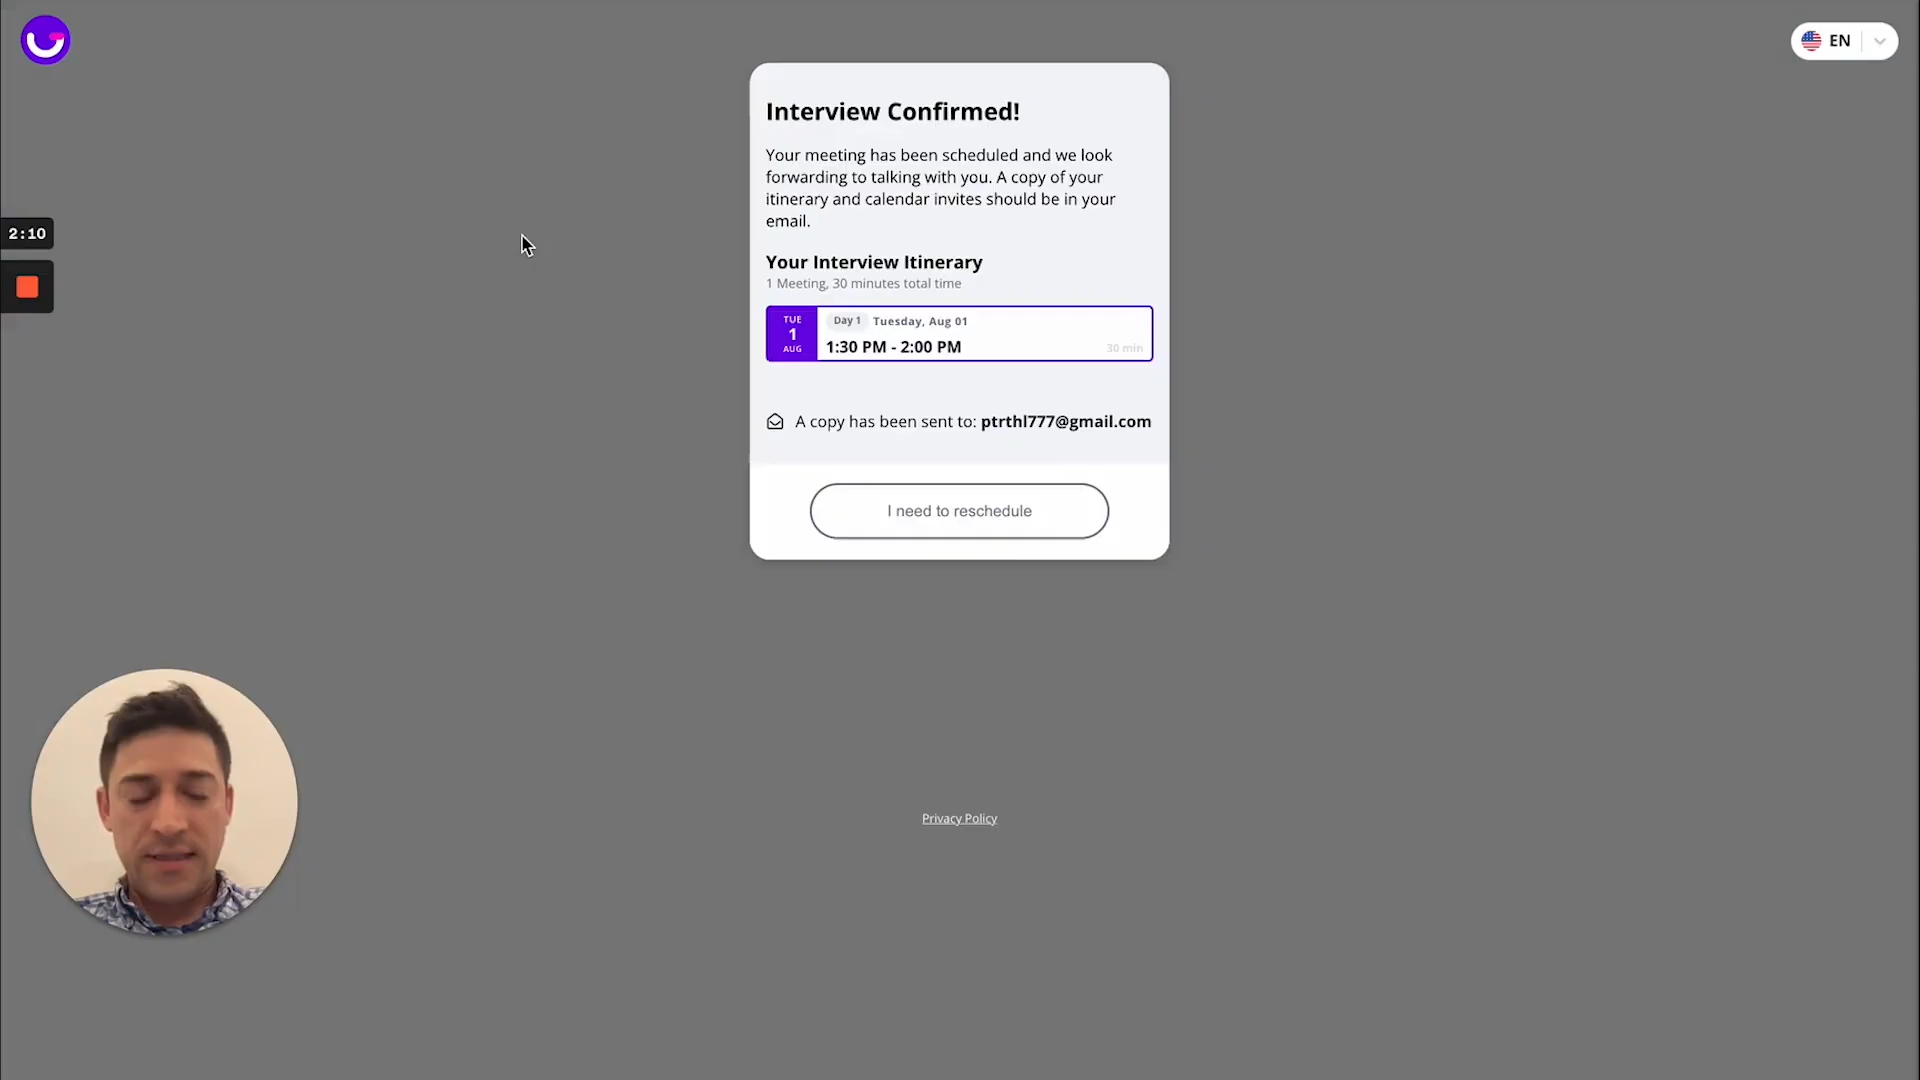 EN
Interview Confirmed!
Your meeting has been scheduled and we look
forwarding to talking with you. A copy of your
itinerary and calendar invites should be in your
email.
2:10
Your Interview Itinerary
1 Meeting, 30 minutes total time
TUE
1
AUG
Day 1 Tuesday, Aug 01
1:30 PM - 2:00 PM
30 min
A copy has been sent to: ptrthl777@gmail.com
I need to reschedule
Privacy Policy